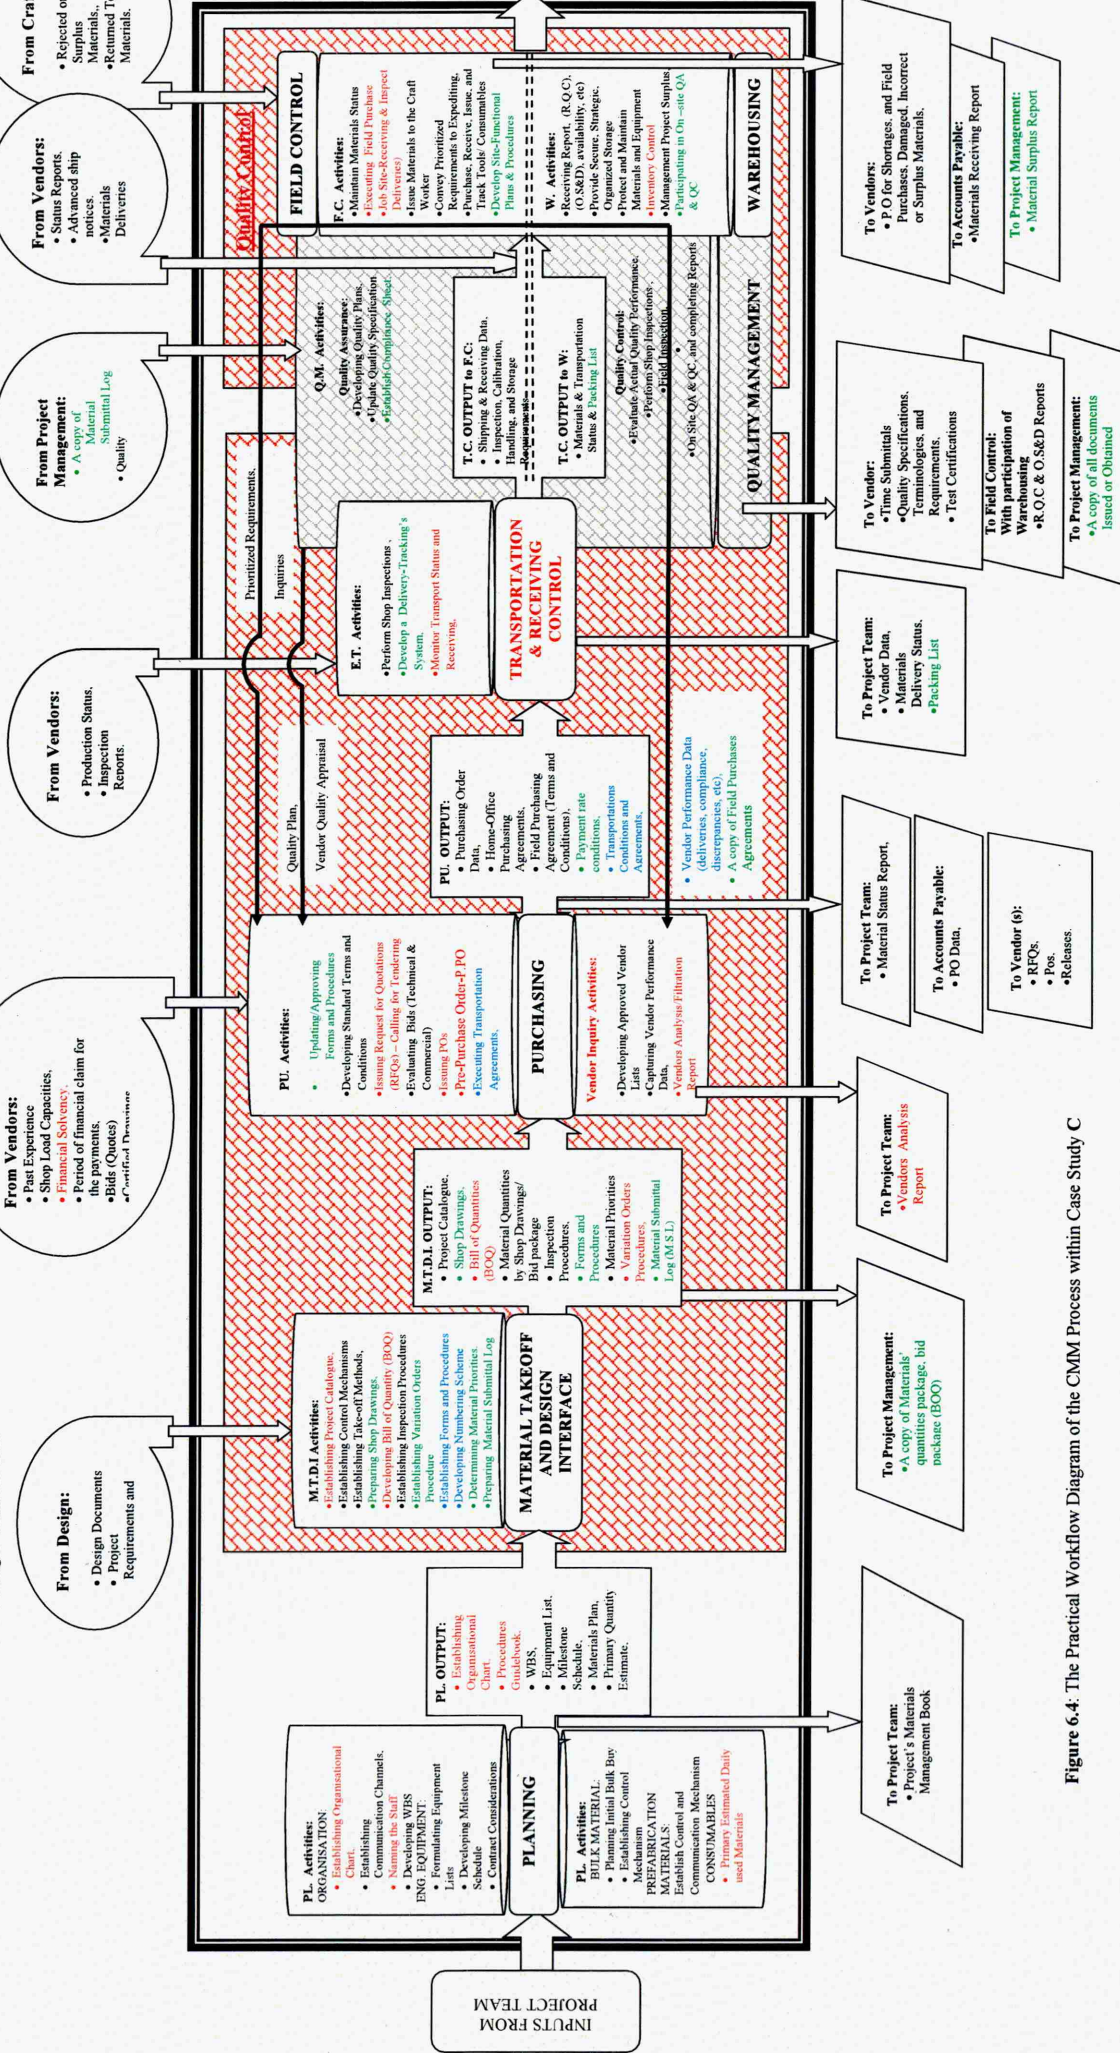 INPUTS FROM
PROJECT TEAM
PL. Activities:
ORGANISATION:
• Establishing Organisational
Chart.
• Establishing
Communication Channels.
• Naming the Staff
• Developing WBS
ENG. EQUIPMENT:
• Formulating Equipment
Lists
• Developing Milestone
Schedule
• Contract Considerations
PLANNING
PL. Activities:
BULK MATERIAL:
• Planning Initial Bulk Buy
• Establishing Control
Mechanism
PREFABRICATION
MATERIALS:
Establish Control and
Communication Mechanism
CONSUMABLES
• Primary Estimated Daily
used Materials
PL. OUTPUT:
• Establishing
Organisational
Chart.
• Procedures
Guidebook.
• WBS,
• Equipment List.
• Milestone
Schedule.
• Materials Plan,
• Primary Quantity
Estimate.
To Project Team:
• Project's Materials
Management Book
From Design:
• Design Documents
• Project
Requirements and
M.T.D.I Activities:
•Establishing Project Catalogue.
•Establishing Control Mechanisms
•Establishing Take-off Methods,
•Preparing Shop Drawings.
•Developing Bill of Quantity (BOQ)
•Establishing Inspection Procedures
•Establishing Variation Orders
Procedure
•Establishing Forms and Procedures
•Developing Numbering Scheme
• Determining Material Priorities.
•Preparing Material Submittal Log
MATERIAL TAKEOFF
AND DESIGN
INTERFACE
M.T.D.I OUTPUT:
• Project Catalogue.
• Shop Drawings.
• Bill of Quantities
(BOQ)
• Material Quantities
by Shop Drawings/
Bid package
• Inspection
Procedures.
• Forms and
Procedures
• Material Priorities
• Variation Orders
Procedures.
• Material Submittal
Log (M.S.L)
To Project Management:
•A copy of Materials'
quantities package, bid
package (BOQ)
From Vendors:
• Past Experience
• Shop Load Capacities.
• Financial Solvency.
• Period of financial claim for
the payments.
•Bids (Quotes)
•Certified Drawings
PU. Activities:
• Updating/Approving
Forms and Procedures
•Developing Standard Terms and
Conditions
•Issuing Request for Quotations
(RFQs) – Calling for Tendering
•Evaluating Bids (Technical &
Commercial)
•Issuing POs
•Pre-Purchase Order-P.PO
•Executing Transportation
Agreements.
PURCHASING
Vendor Inquiry Activities:
•Developing Approved Vendor
Lists
•Capturing Vendor Performance
Data,
•Vendors Analysis/Filtration
Report
To Project Team:
•Vendors Analysis
Report
PU. OUTPUT:
• Purchasing Order
Data,
• Home-Office
Purchasing
Agreements.
• Field Purchasing
Agreement (Terms and
Conditions).
• Payment rate
conditions.
• Transportations
Conditions and
Agreements.
Quality Plan,
Vendor Quality Appraisal
• Vendor Performance Data
(deliveries, compliance,
discrepancies, etc),
• A copy of Field Purchases
Agreements
To Project Team:
• Material Status Report,
To Accounts Payable:
• PO Data,
To Vendor (s):
• RFQs.
• Pos.
•Releases.
From Vendors:
• Production Status.
• Inspection
Reports.
Prioritized Requirements.
Inquiries
E.T. Activities:
•Perform Shop Inspections ,
•Develop a Delivery-Tracking's
System.
•Monitor Transport Status and
Receiving,
TRANSPORTATION
& RECEIVING
CONTROL
To Project Team:
• Vendor Data,
• Materials
Delivery Status.
•Packing List
From Project
Management:
• A copy of
Material
Submittal Log
• Quality
Q.M. Activities:
Quality Assurance:
•Developing Quality Plans,
•Update Quality Specification
•Establish Compliance Sheet.
T.C. OUTPUT to F.C:
• Shipping & Receiving Data.
• Inspection, Calibration,
Handling, and Storage
Requirements
T.C. OUTPUT to W:
• Materials & Transportation
Status & Packing List
Quality Control:
•Evaluate Actual Quality Performance.
•Perform Shop Inspections .
•Field Inspection.
•
•On Site QA & QC, and completing Reports
QUALITY MANAGEMENT
To Vendor:
•Time Submittals
•Quality Specifications,
Terminologies, and
Requirements.
• Test Certifications
To Field Control:
With participation of
Warehousing
•R.Q.C & O.S&D Reports
To Project Management:
•A copy of all documents
Issued or Obtained
From Vendors:
• Status Reports.
• Advanced ship
notices.
•Materials
Deliveries
From Cra
• Rejected o
Surplus
Materials.,
•Returned T
Materials.
Quality Control
FIELD CONTROL
F.C. Activities:
•Maintain Materials Status
•Executing Field Purchase
•Job Site-Receiving & Inspect
Deliveries)
•Issue Materials to the Craft
Worker
•Convey Prioritized
Requirements to Expediting,
•Purchase, Receive, Issue, and
Track Tools/ Consumables
•Develop Site-Functional
Plans & Procedures
W. Activities:
•Receiving Report, (R.Q.C),
(O.S&D), availability, etc)
•Provide Secure, Strategic,
Organized Storage
•Protect and Maintain
Materials and Equipment
•Inventory Control
•Management Project Surplus,
•Participating in On –site QA
& QC
WAREHOUSING
To Vendors:
• P.O for Shortages, and Field
Purchases, Damaged, Incorrect
or Surplus Materials.
To Accounts Payable:
•Materials Receiving Report
To Project Management:
• Material Surplus Report
Figure 6.4: The Practical Workflow Diagram of the CMM Process within Case Study C